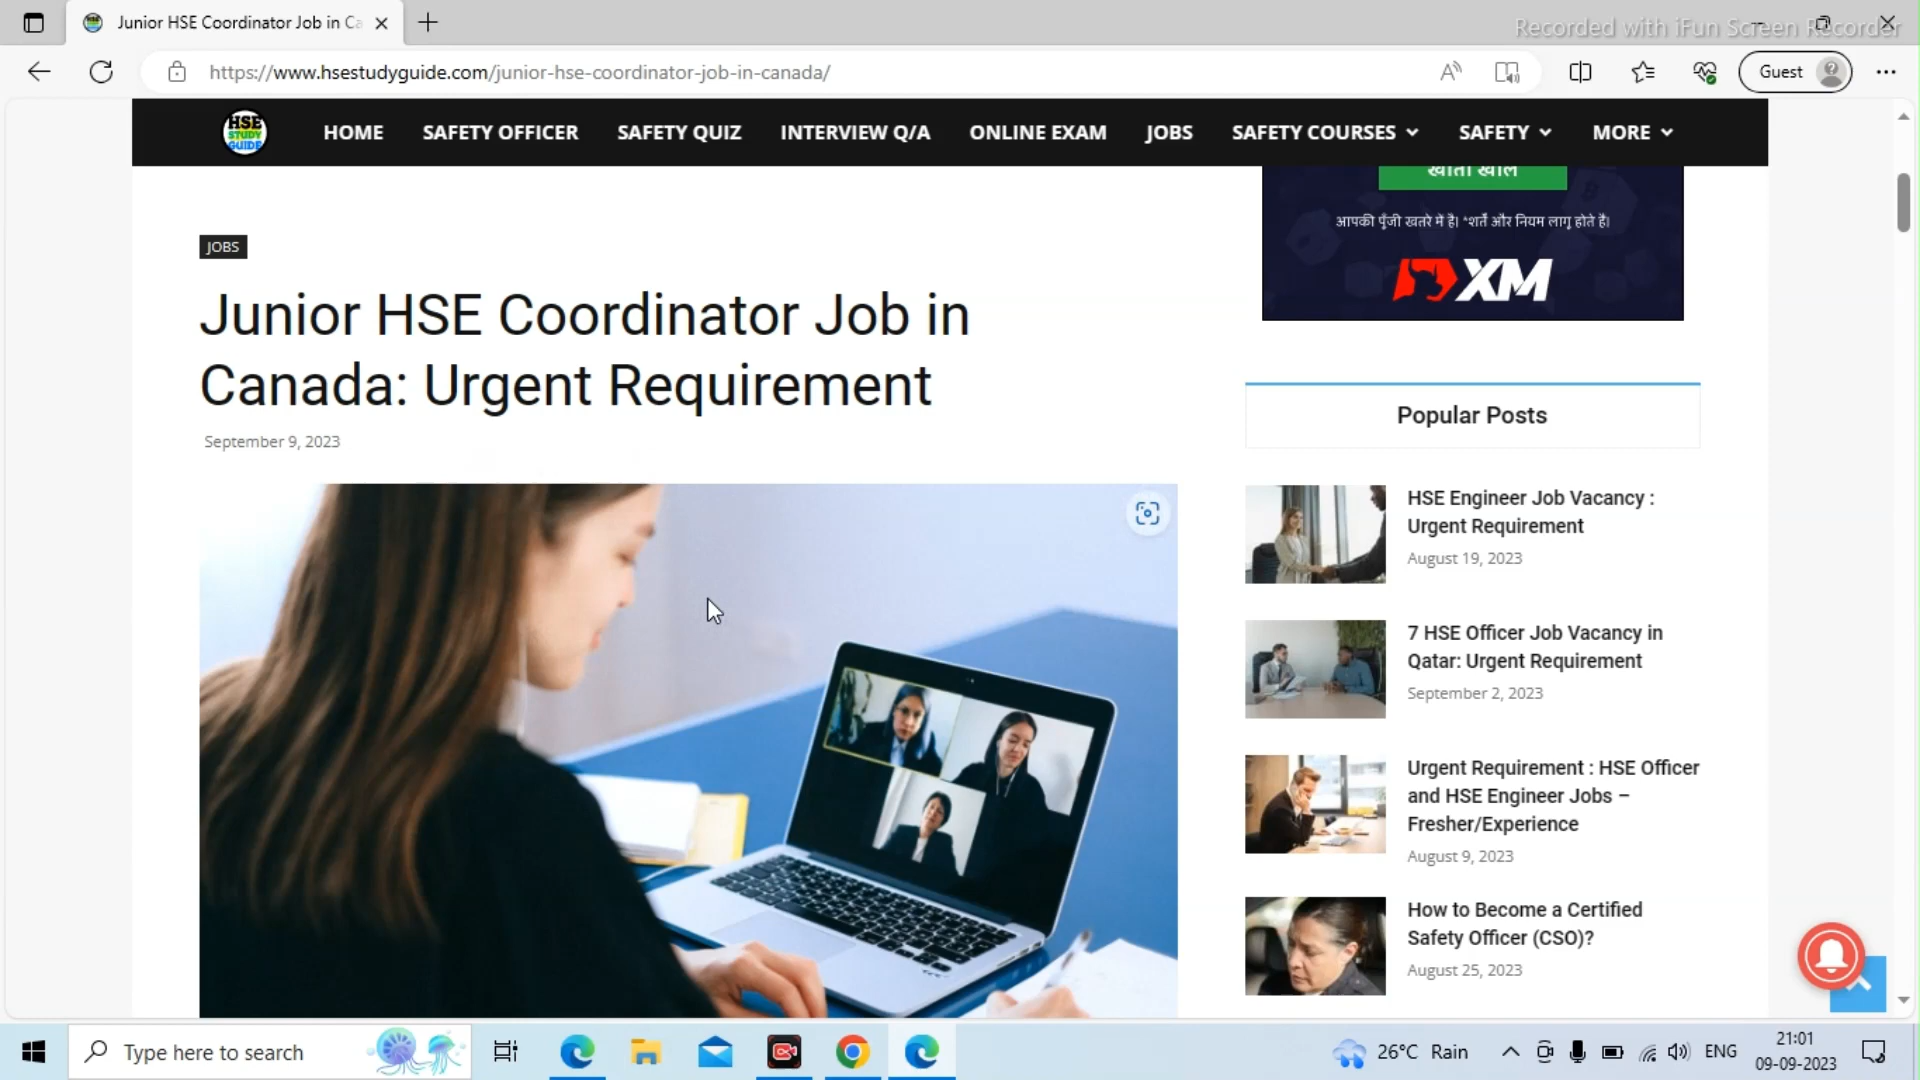 Junior HSE Coordinator Job in Ca
Recorded with iFun Screen Recorder
https://www.hsestudyguide.com/junior-hse-coordinator-job-in-canada/
Guest
HSE
STUDY
GUIDE
HOME SAFETY OFFICER SAFETY QUIZ INTERVIEW Q/A ONLINE EXAM JOBS SAFETY COURSES SAFETY MORE
खाता खोलें
आपकी पूँजी खतरे में है। *शर्तें और नियम लागू होते हैं।
XM
JOBS
Junior HSE Coordinator Job in
Canada: Urgent Requirement
September 9, 2023
Popular Posts
HSE Engineer Job Vacancy :
Urgent Requirement
August 19, 2023
7 HSE Officer Job Vacancy in
Qatar: Urgent Requirement
September 2, 2023
Urgent Requirement : HSE Officer
and HSE Engineer Jobs –
Fresher/Experience
August 9, 2023
How to Become a Certified
Safety Officer (CSO)?
August 25, 2023
Type here to search
26°C Rain
ENG
21:01
09-09-2023